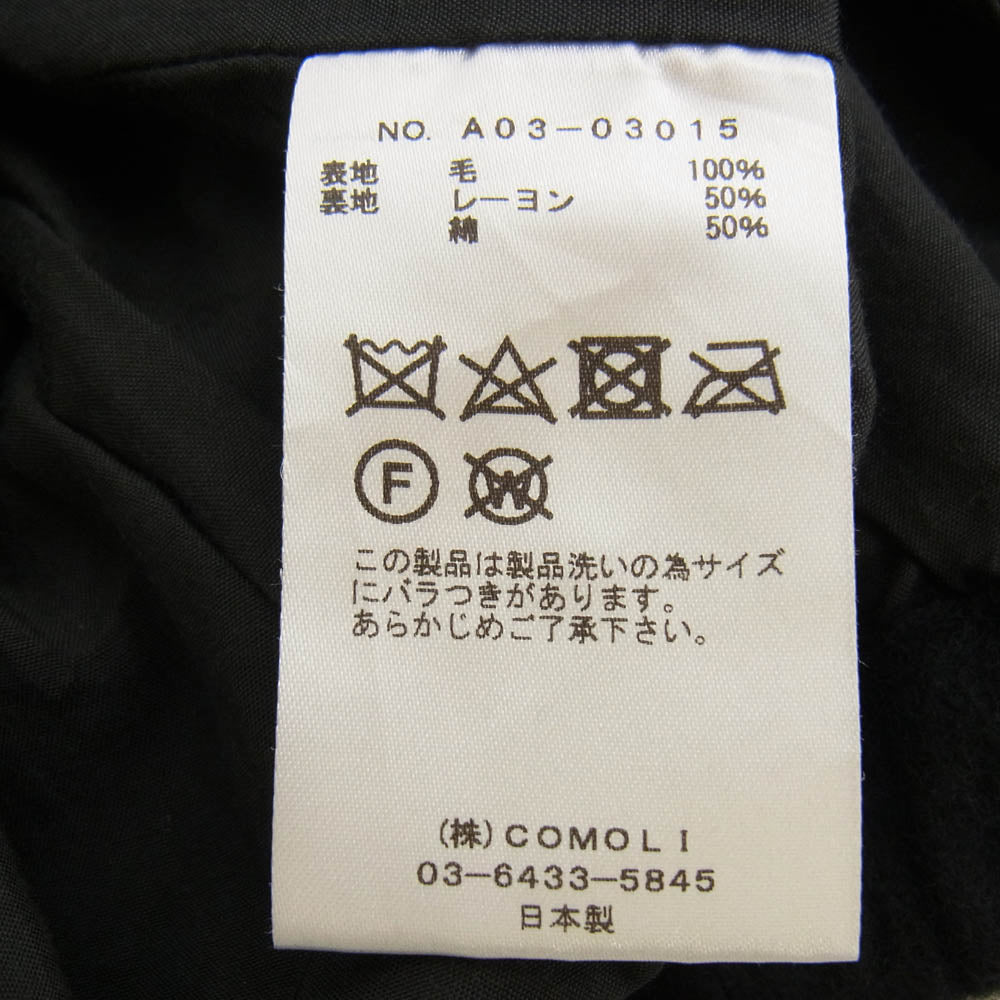 NO. A03-03015
表地 毛 100%
裏地 レーヨン 50%
綿 50%
F W
この製品は製品洗いの為サイズ
にバラつきがあります。
あらかじめご了承下さい。
(株)COMOLI
03-6433-5845
日本製